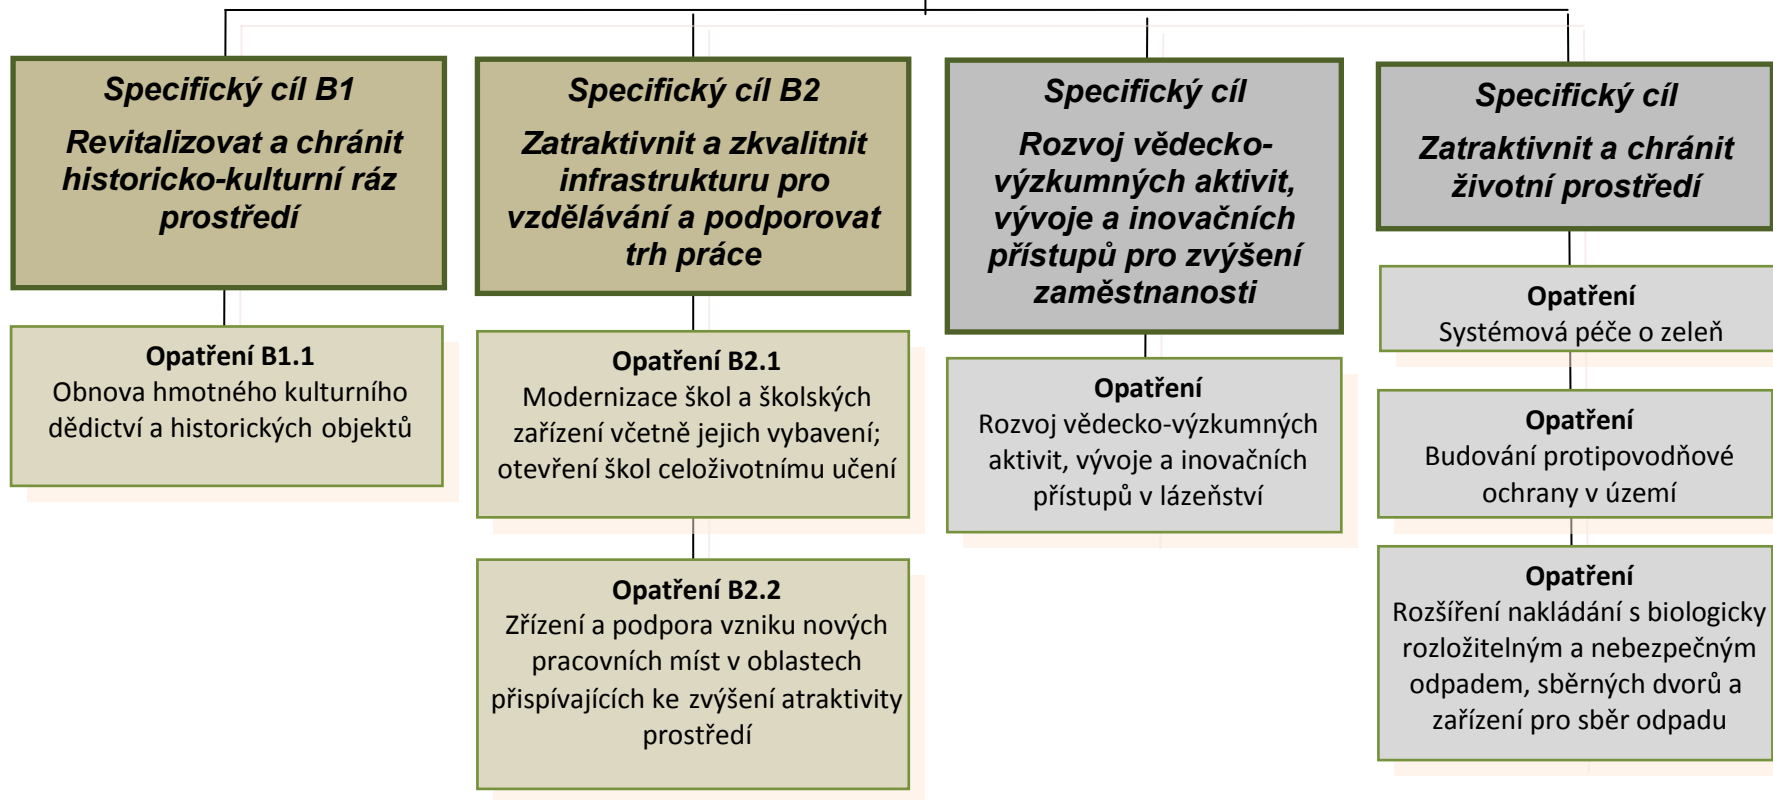 Specifický cíl B1
Revitalizovat a chránit
historicko-kulturní ráz
prostředí
Opatření B1.1
Obnova hmotného kulturního
dědictví a historických objektů
Specifický cíl B2
Zatraktivnit a zkvalitnit
infrastrukturu pro
vzdělávání a podporovat
trh práce
Opatření B2.1
Modernizace škol a školských
zařízení včetně jejich vybavení;
otevření škol celoživotnímu učení
Opatření B2.2
Zřízení a podpora vzniku nových
pracovních míst v oblastech
přispívajících ke zvýšení atraktivity
prostředí
Specifický cíl
Rozvoj vědecko-
výzkumných aktivit,
vývoje a inovačních
přístupů pro zvýšení
zaměstnanosti
Opatření
Rozvoj vědecko-výzkumných
aktivit, vývoje a inovačních
přístupů v lázeňství
Specifický cíl
Zatraktivnit a chránit
životní prostředí
Opatření
Systémová péče o zeleň
Opatření
Budování protipovodňové
ochrany v území
Opatření
Rozšíření nakládání s biologicky
rozložitelným a nebezpečným
odpadem, sběrných dvorů a
zařízení pro sběr odpadu